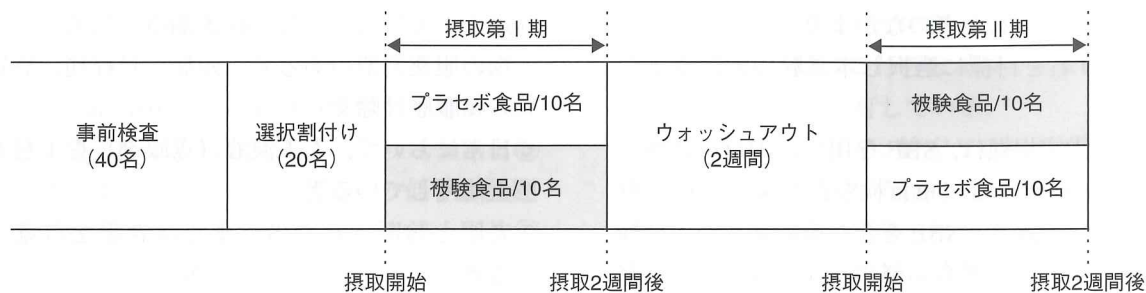 摂取第Ⅰ期
摂取第Ⅱ期
事前検査
(40名)
選択割付け
(20名)
プラセボ食品/10名
被験食品/10名
ウォッシュアウト
(2週間)
被験食品/10名
プラセボ食品/10名
摂取開始
摂取2週間後
摂取開始
摂取2週間後